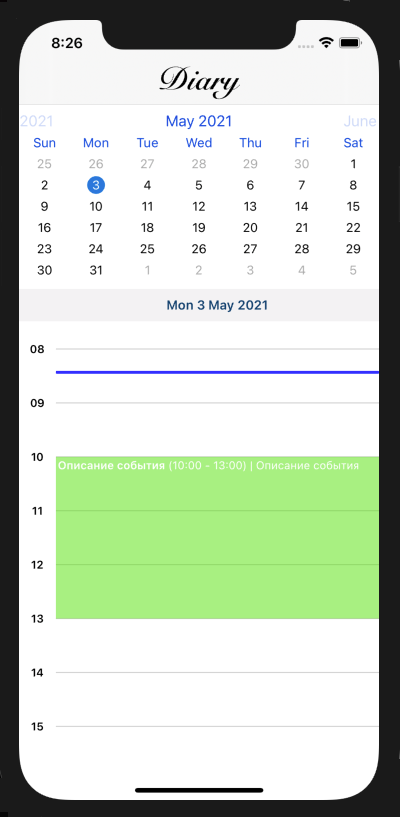 8:26
Diary
2021 May 2021 June
Sun Mon Tue Wed Thu Fri Sat
25 26 27 28 29 30 1
2 3 4 5 6 7 8
9 10 11 12 13 14 15
16 17 18 19 20 21 22
23 24 25 26 27 28 29
30 31 1 2 3 4 5
Mon 3 May 2021
08
09
10
Описание события (10:00 - 13:00) | Описание события
11
12
13
14
15